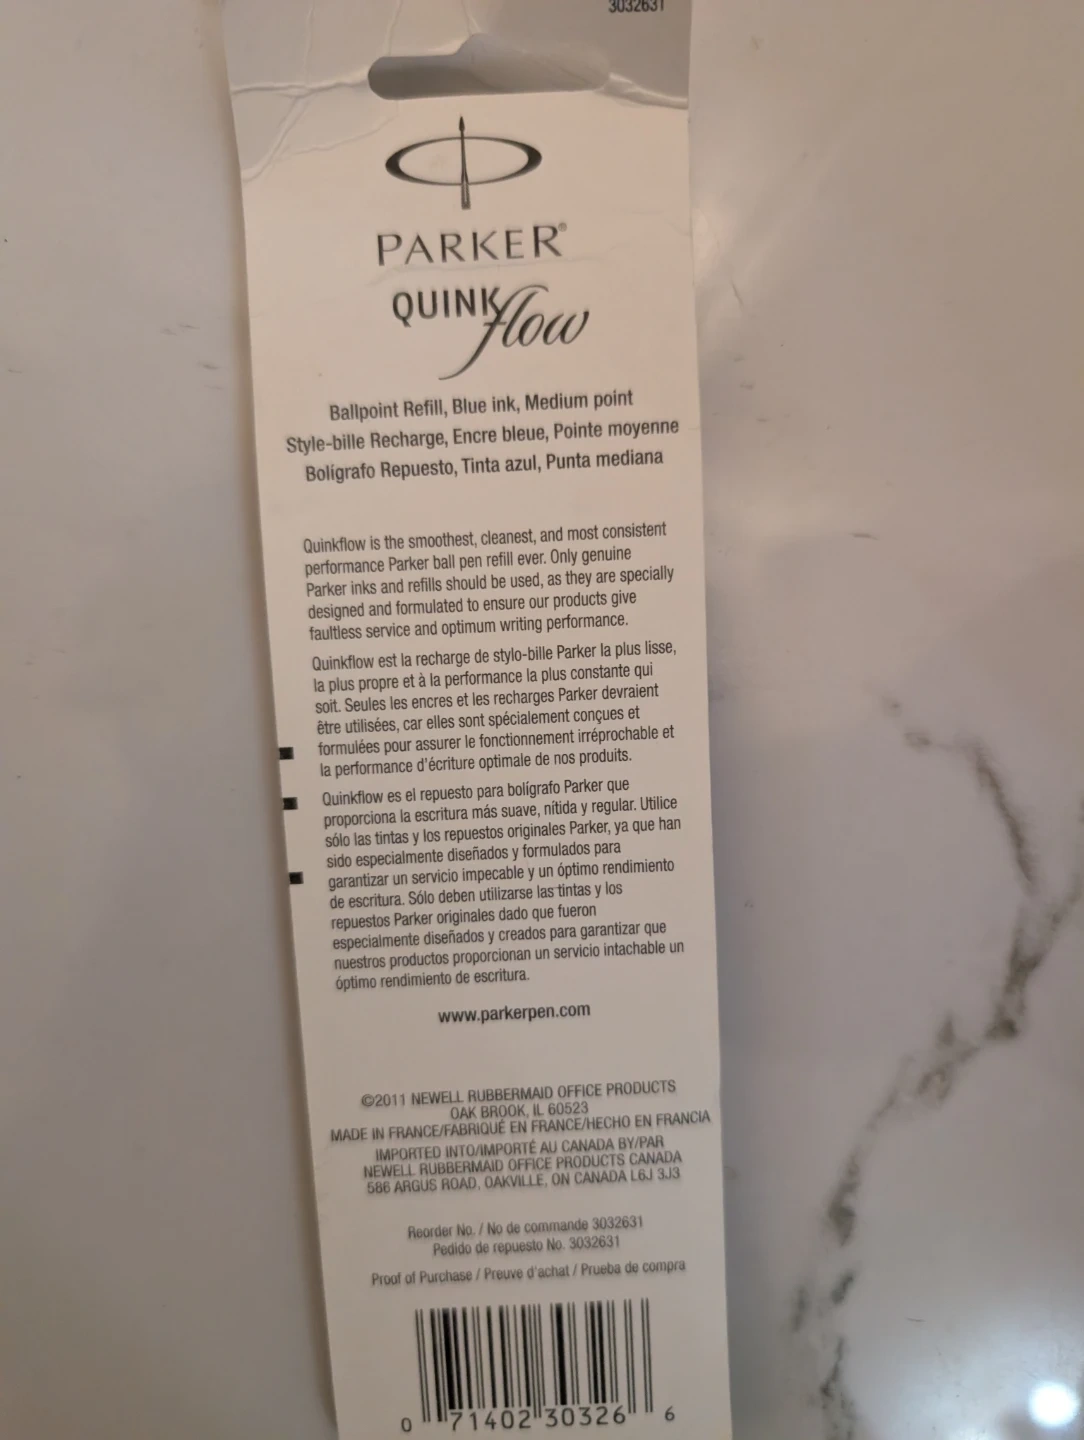 3032631
PARKER®
QUINKflow
Ballpoint Refill, Blue ink, Medium point
Style-bille Recharge, Encre bleue, Pointe moyenne
Bolígrafo Repuesto, Tinta azul, Punta mediana
Quinkflow is the smoothest, cleanest, and most consistent
performance Parker ball pen refill ever. Only genuine
Parker inks and refills should be used, as they are specially
designed and formulated to ensure our products give
faultless service and optimum writing performance.
Quinkflow est la recharge de stylo-bille Parker la plus lisse,
la plus propre et à la performance la plus constante qui
soit. Seules les encres et les recharges Parker devraient
être utilisées, car elles sont spécialement conçues et
formulées pour assurer le fonctionnement irréprochable et
la performance d'écriture optimale de nos produits.
Quinkflow es el repuesto para bolígrafo Parker que
proporciona la escritura más suave, nítida y regular. Utilice
sólo las tintas y los repuestos originales Parker, ya que han
sido especialmente diseñados y formulados para
garantizar un servicio impecable y un óptimo rendimiento
de escritura. Sólo deben utilizarse las tintas y los
repuestos Parker originales dado que fueron
especialmente diseñados y creados para garantizar que
nuestros productos proporcionan un servicio intachable un
óptimo rendimiento de escritura.
www.parkerpen.com
©2011 NEWELL RUBBERMAID OFFICE PRODUCTS
OAK BROOK, IL 60523
MADE IN FRANCE/FABRIQUÉ EN FRANCE/HECHO EN FRANCIA
IMPORTED INTO/IMPORTÉ AU CANADA BY/PAR
NEWELL RUBBERMAID OFFICE PRODUCTS CANADA
586 ARGUS ROAD, OAKVILLE, ON CANADA L6J 3J3
Reorder No. / No de commande 3032631
Pedido de repuesto No. 3032631
Proof of Purchase / Preuve d'achat / Prueba de compra
0 71402 30326 6